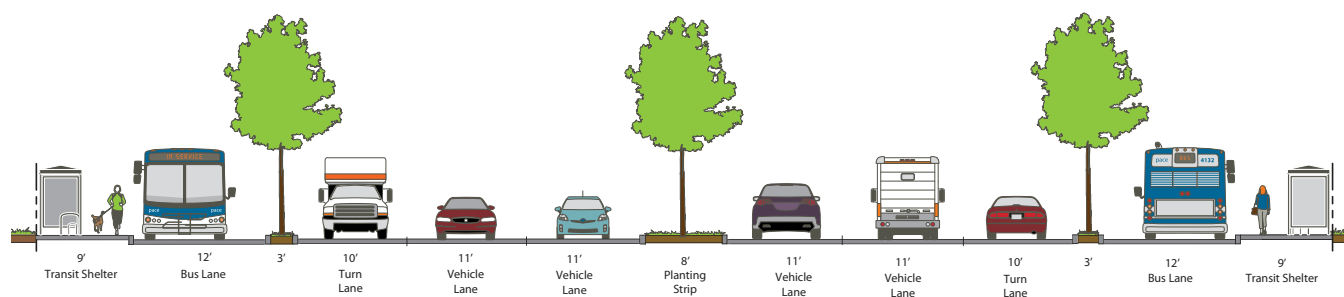 IN SERVICE
pace
pace
pace
BUS
4132
9’
Transit Shelter
12’
Bus Lane
3’
10’
Turn
Lane
11’
Vehicle
Lane
11’
Vehicle
Lane
8’
Planting
Strip
11’
Vehicle
Lane
11’
Vehicle
Lane
10’
Turn
Lane
3’
12’
Bus Lane
9’
Transit Shelter